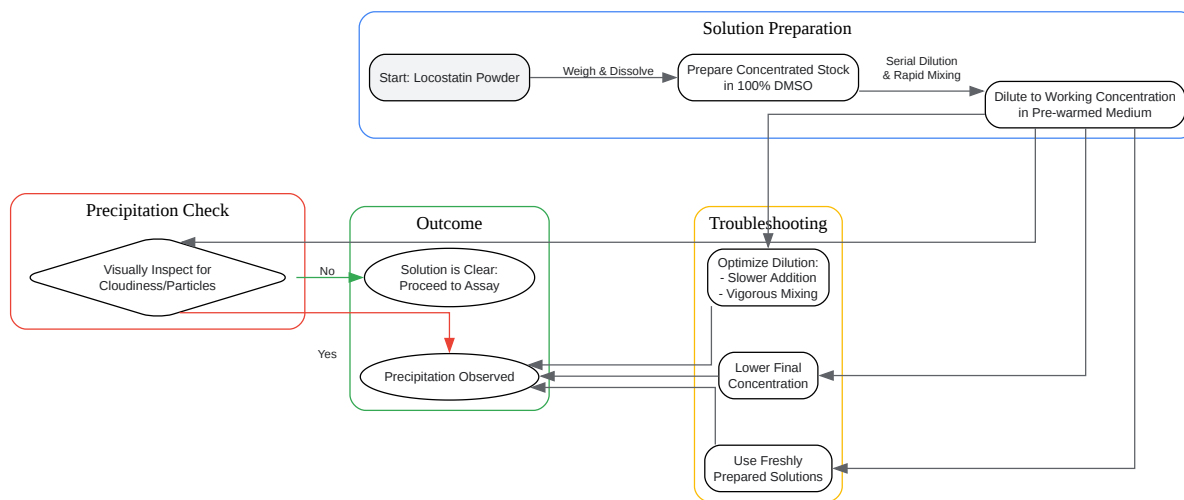 Solution Preparation
Start: Locostatin Powder
Weigh & Dissolve
Prepare Concentrated Stock
in 100% DMSO
Serial Dilution
& Rapid Mixing
Dilute to Working Concentration
in Pre-warmed Medium
Precipitation Check
Visually Inspect for
Cloudiness/Particles
No
Yes
Outcome
Solution is Clear:
Proceed to Assay
Precipitation Observed
Troubleshooting
Optimize Dilution:
- Slower Addition
- Vigorous Mixing
Lower Final
Concentration
Use Freshly
Prepared Solutions